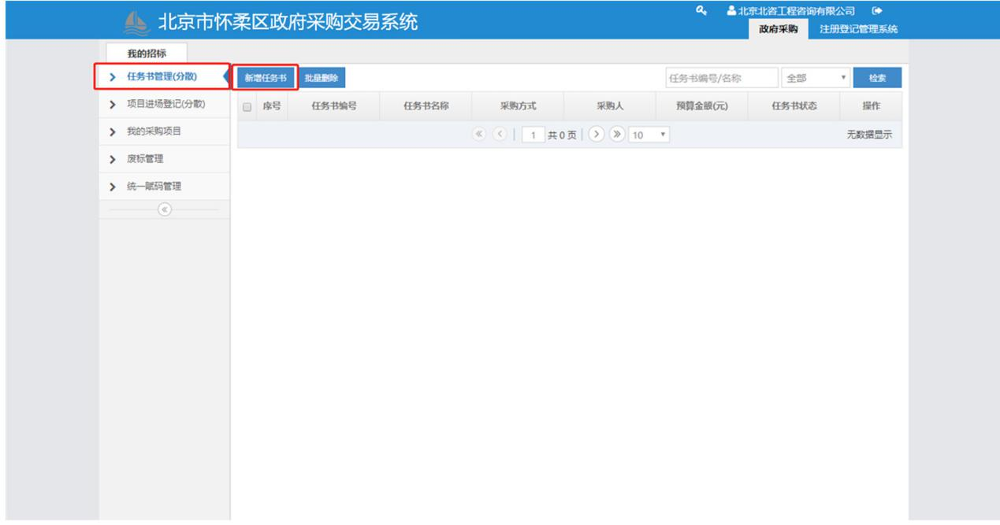 北京市怀柔区政府采购交易系统
北京北咨工程咨询有限公司
政府采购 注册登记管理系统
我的招标
任务书管理(分散)
项目进场登记(分散)
我的采购项目
废标管理
统一赋码管理
新增任务书 批量删除 任务书编号/名称 全部 检索
序号 任务书编号 任务书名称 采购方式 采购人 预算金额(元) 任务书状态 操作
1 共 0 页 10 无数据显示